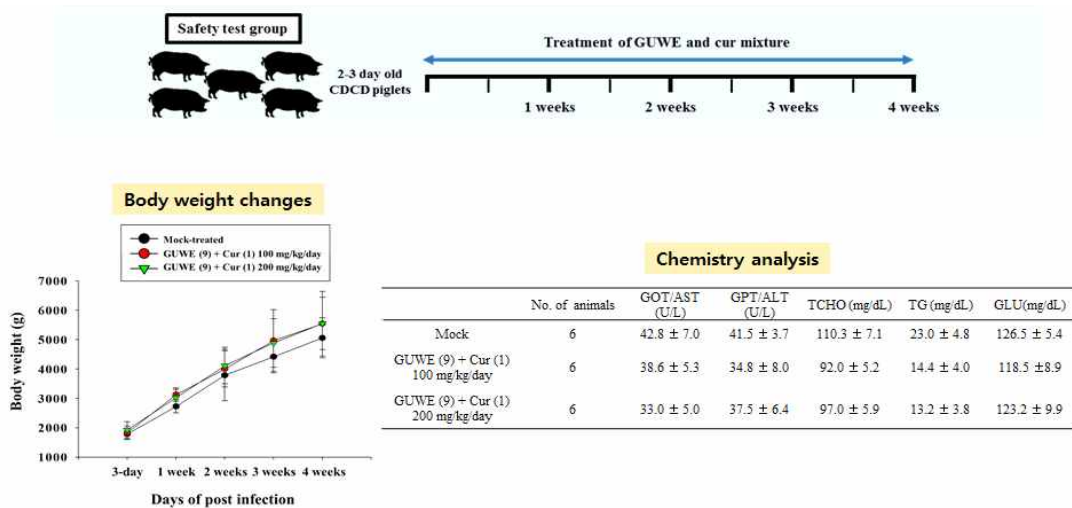 Safety test group
Treatment of GUWE and cur mixture
2-3 day old
CDCD piglets
1 weeks
2 weeks
3 weeks
4 weeks
Body weight changes
Mock-treated
GUWE (9) + Cur (1) 100 mg/kg/day
GUWE (9) + Cur (1) 200 mg/kg/day
Body weight (g)
7000
6000
5000
4000
3000
2000
1000
3-day 1 week 2 weeks 3 weeks 4 weeks
Days of post infection
Chemistry analysis
No. of animals GOT/AST (U/L) GPT/ALT (U/L) TCHO (mg/dL) TG (mg/dL) GLU(mg/dL)
Mock 6 42.8 ± 7.0 41.5 ± 3.7 110.3 ± 7.1 23.0 ± 4.8 126.5 ± 5.4
GUWE (9) + Cur (1)
100 mg/kg/day 6 38.6 ± 5.3 34.8 ± 8.0 92.0 ± 5.2 14.4 ± 4.0 118.5 ±8.9
GUWE (9) + Cur (1)
200 mg/kg/day 6 33.0 ± 5.0 37.5 ± 6.4 97.0 ± 5.9 13.2 ± 3.8 123.2 ± 9.9